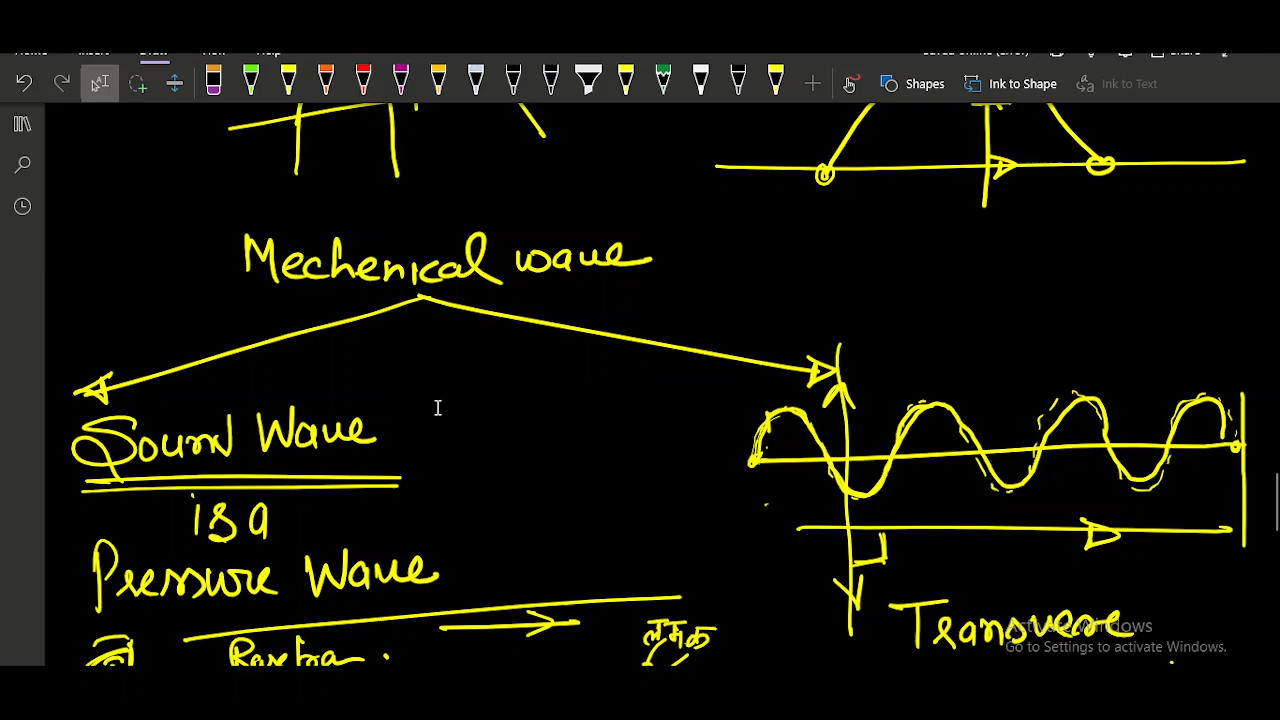 Shapes Ink to Shape Ink to Text
Mechenical wave
Sound Wave
is a
Pressure Wave
Transvere
Activate Windows
Go to Settings to activate Windows.